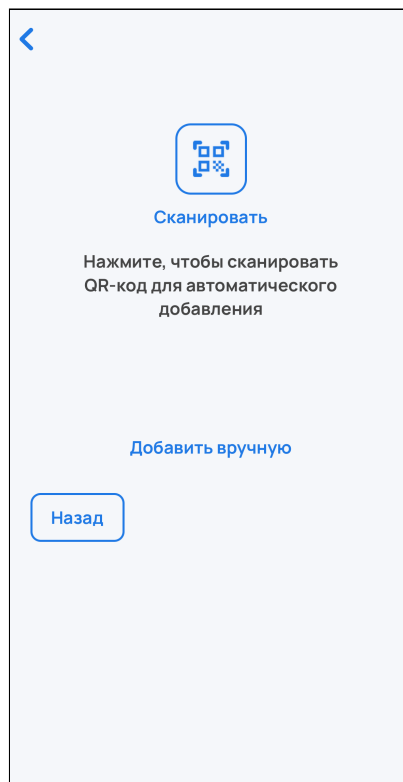 Сканировать
Нажмите, чтобы сканировать
QR-код для автоматического
добавления
Добавить вручную
Назад